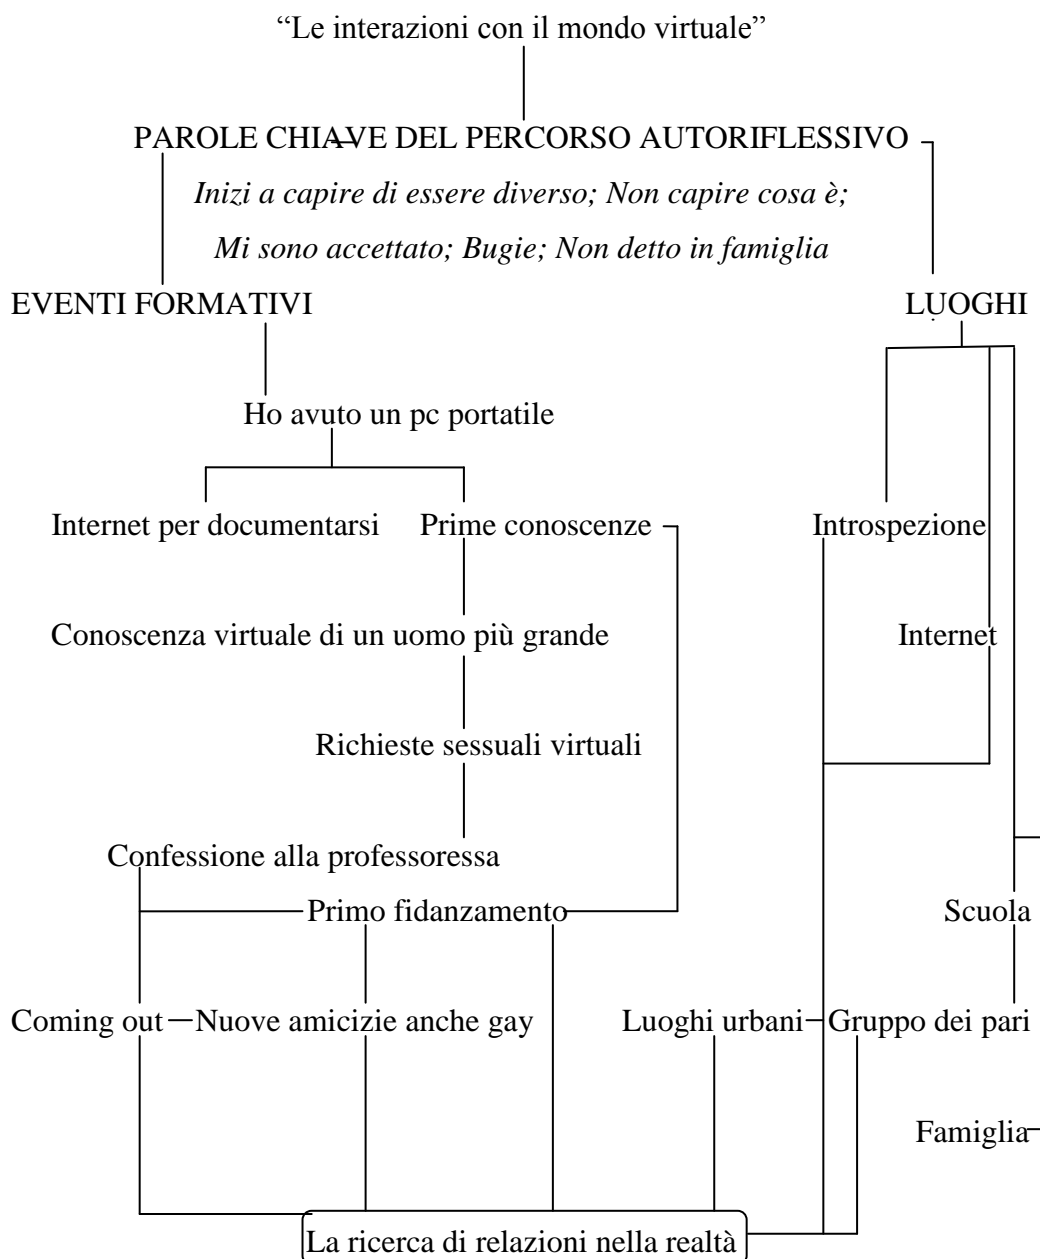 “Le interazioni con il mondo virtuale”
PAROLE CHIAVE DEL PERCORSO AUTORIFLESSIVO
Inizi a capire di essere diverso; Non capire cosa è;
Mi sono accettato; Bugie; Non detto in famiglia
EVENTI FORMATIVI
LUOGHI
Ho avuto un pc portatile
Internet per documentarsi
Prime conoscenze
Introspezione
Conoscenza virtuale di un uomo più grande
Internet
Richieste sessuali virtuali
Confessione alla professoressa
Primo fidanzamento
Scuola
Coming out
Nuove amicizie anche gay
Luoghi urbani
Gruppo dei pari
Famiglia
La ricerca di relazioni nella realtà